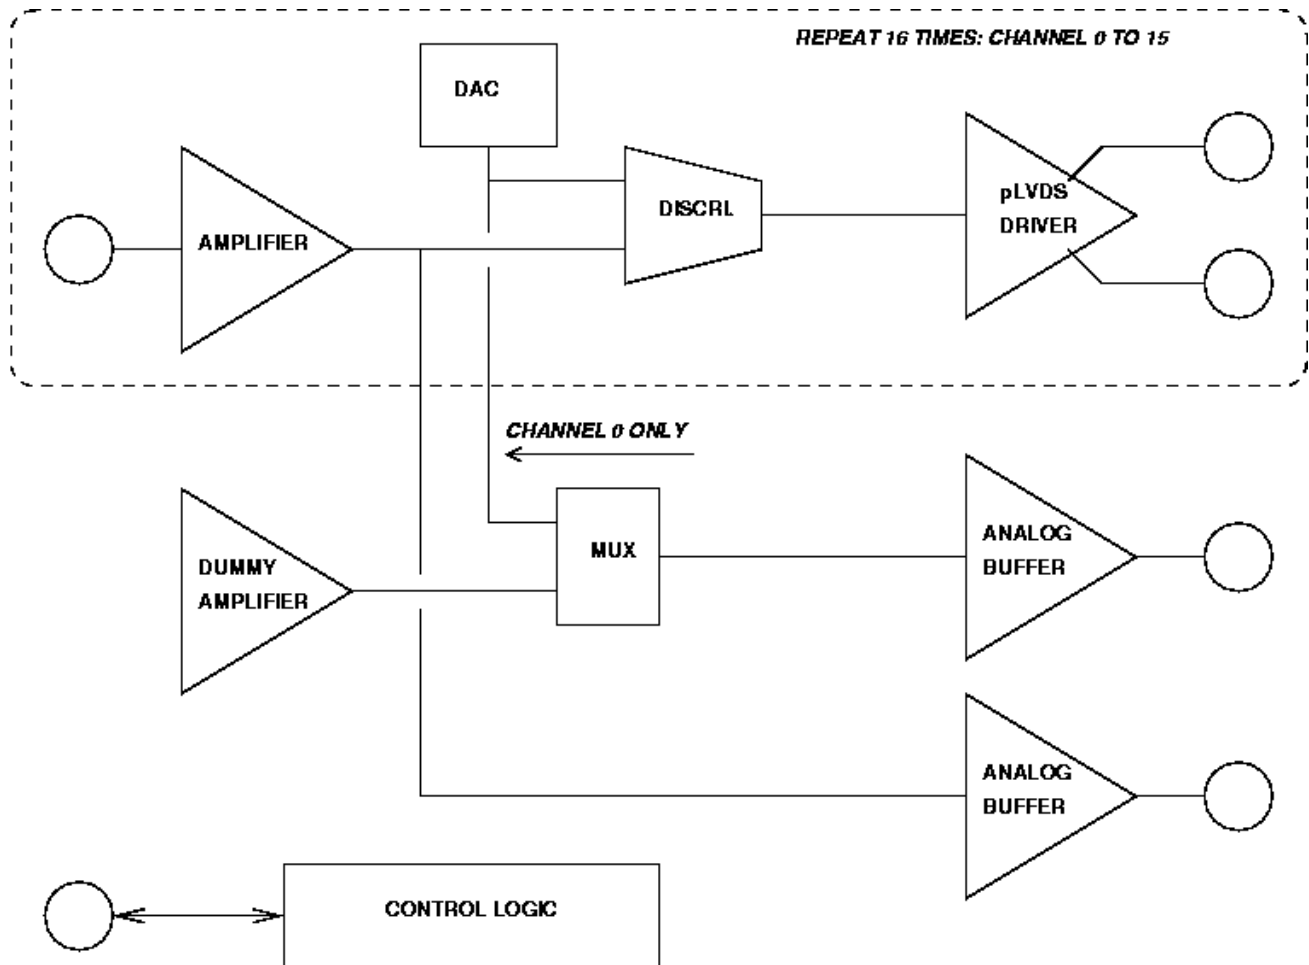 REPEAT 16 TIMES: CHANNEL 0 TO 15
DAC
AMPLIFIER
DISCRL
pLVDS
DRIVER
CHANNEL 0 ONLY
DUMMY
AMPLIFIER
MUX
ANALOG
BUFFER
ANALOG
BUFFER
CONTROL LOGIC